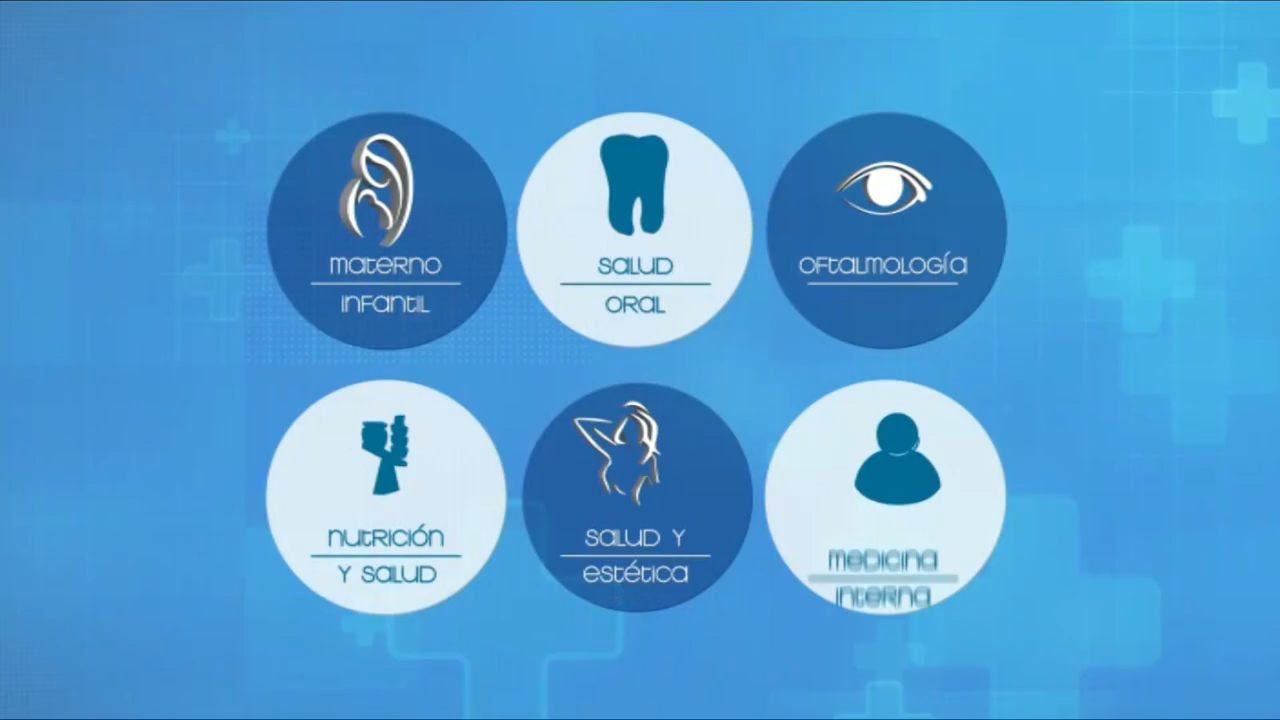 Materno
Infantil
Salud
Oral
Oftalmología
Nutrición
y Salud
Salud y
Estética
Medicina
Interna